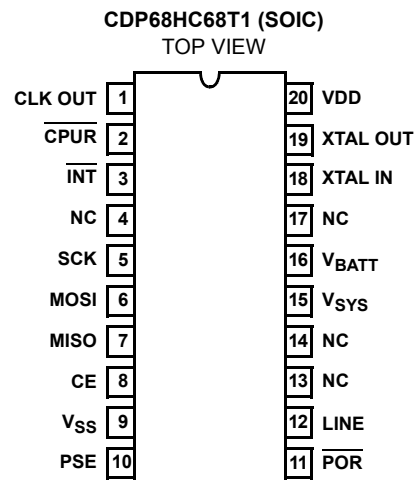 CDP68HC68T1 (SOIC)
TOP VIEW
CLK OUT 1 20 VDD
CPUR 2 19 XTAL OUT
INT 3 18 XTAL IN
NC 4 17 NC
SCK 5 16 VBATT
MOSI 6 15 VSYS
MISO 7 14 NC
CE 8 13 NC
VSS 9 12 LINE
PSE 10 11 POR